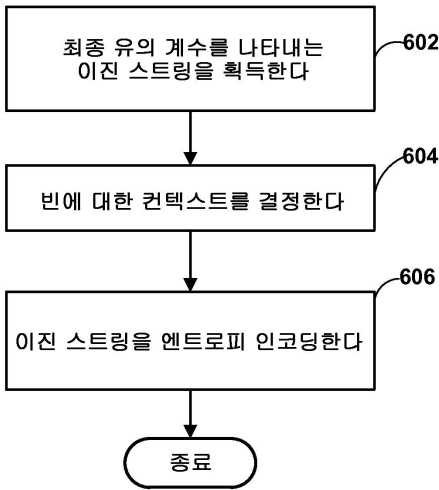 최종 유의 계수를 나타내는
이진 스트링을 획득한다
602
604
빈에 대한 컨텍스트를 결정한다
606
이진 스트링을 엔트로피 인코딩한다
종료